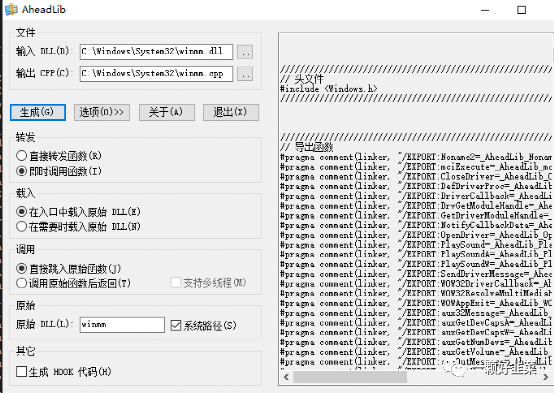 AheadLib
文件
输入 DLL(D): C:\Windows\System32\winmm.dll ..
输出 CPP(C): C:\Windows\System32\winmm.cpp ..
生成(G) 选项(O)>> 关于(A) 退出(X)
转发
直接转发函数(R)
即时调用函数(I)
载入
在入口中载入原始 DLL(E)
在需要时载入原始 DLL(N)
调用
直接跳入原始函数(J)
调用原始函数后返回(T) 支持多线程(M)
原始
原始 DLL(L): winmm 系统路径(S)
其它
生成 HOOK 代码(H)
////////////////////////////////////////////////
// 头文件
#include <Windows.h>
////////////////////////////////////////////////
////////////////////////////////////////////////
// 导出函数
#pragma comment(linker, "/EXPORT:Noname2=_AheadLib_Nonam
#pragma comment(linker, "/EXPORT:mciExecute=_AheadLib_mc
#pragma comment(linker, "/EXPORT:CloseDriver=_AheadLib_C
#pragma comment(linker, "/EXPORT:DefDriverProc=_AheadLib
#pragma comment(linker, "/EXPORT:DriverCallback=_AheadLi
#pragma comment(linker, "/EXPORT:DrvGetModuleHandle=_Ahe
#pragma comment(linker, "/EXPORT:GetDriverModuleHandle=_
#pragma comment(linker, "/EXPORT:NotifyCallbackData=_Ahe
#pragma comment(linker, "/EXPORT:OpenDriver=_AheadLib_Op
#pragma comment(linker, "/EXPORT:PlaySound=_AheadLib_Pla
#pragma comment(linker, "/EXPORT:PlaySoundA=_AheadLib_Pl
#pragma comment(linker, "/EXPORT:PlaySoundW=_AheadLib_Pl
#pragma comment(linker, "/EXPORT:SendDriverMessage=_Ahea
#pragma comment(linker, "/EXPORT:WOW32DriverCallback=_Ah
#pragma comment(linker, "/EXPORT:WOW32ResolveMultiMediaH
#pragma comment(linker, "/EXPORT:WOWAppExit=_AheadLib_WO
#pragma comment(linker, "/EXPORT:aux32Message=_AheadLib_
#pragma comment(linker, "/EXPORT:auxGetDevCapsA=_AheadLi
#pragma comment(linker, "/EXPORT:auxGetDevCapsW=_AheadLi
#pragma comment(linker, "/EXPORT:auxGetNumDevs=_AheadLib
#pragma comment(linker, "/EXPORT:auxGetVolume=_AheadLib_
#pragma comment(linker,
一颗好韭菜